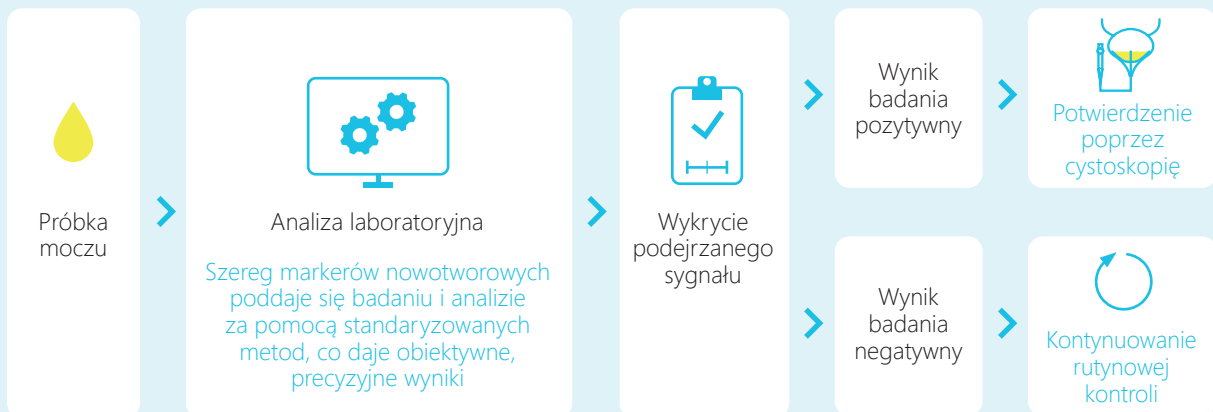 Próbka
moczu
Analiza laboratoryjna
Szereg markerów nowotworowych
poddaje się badaniu i analizie
za pomocą standaryzowanych
metod, co daje obiektywne,
precyzyjne wyniki
Wykrycie
podejrzanego
sygnału
Wynik
badania
pozytywny
Potwierdzenie
poprzez
cystoskopię
Wynik
badania
negatywny
Kontynuowanie
rutynowej
kontroli